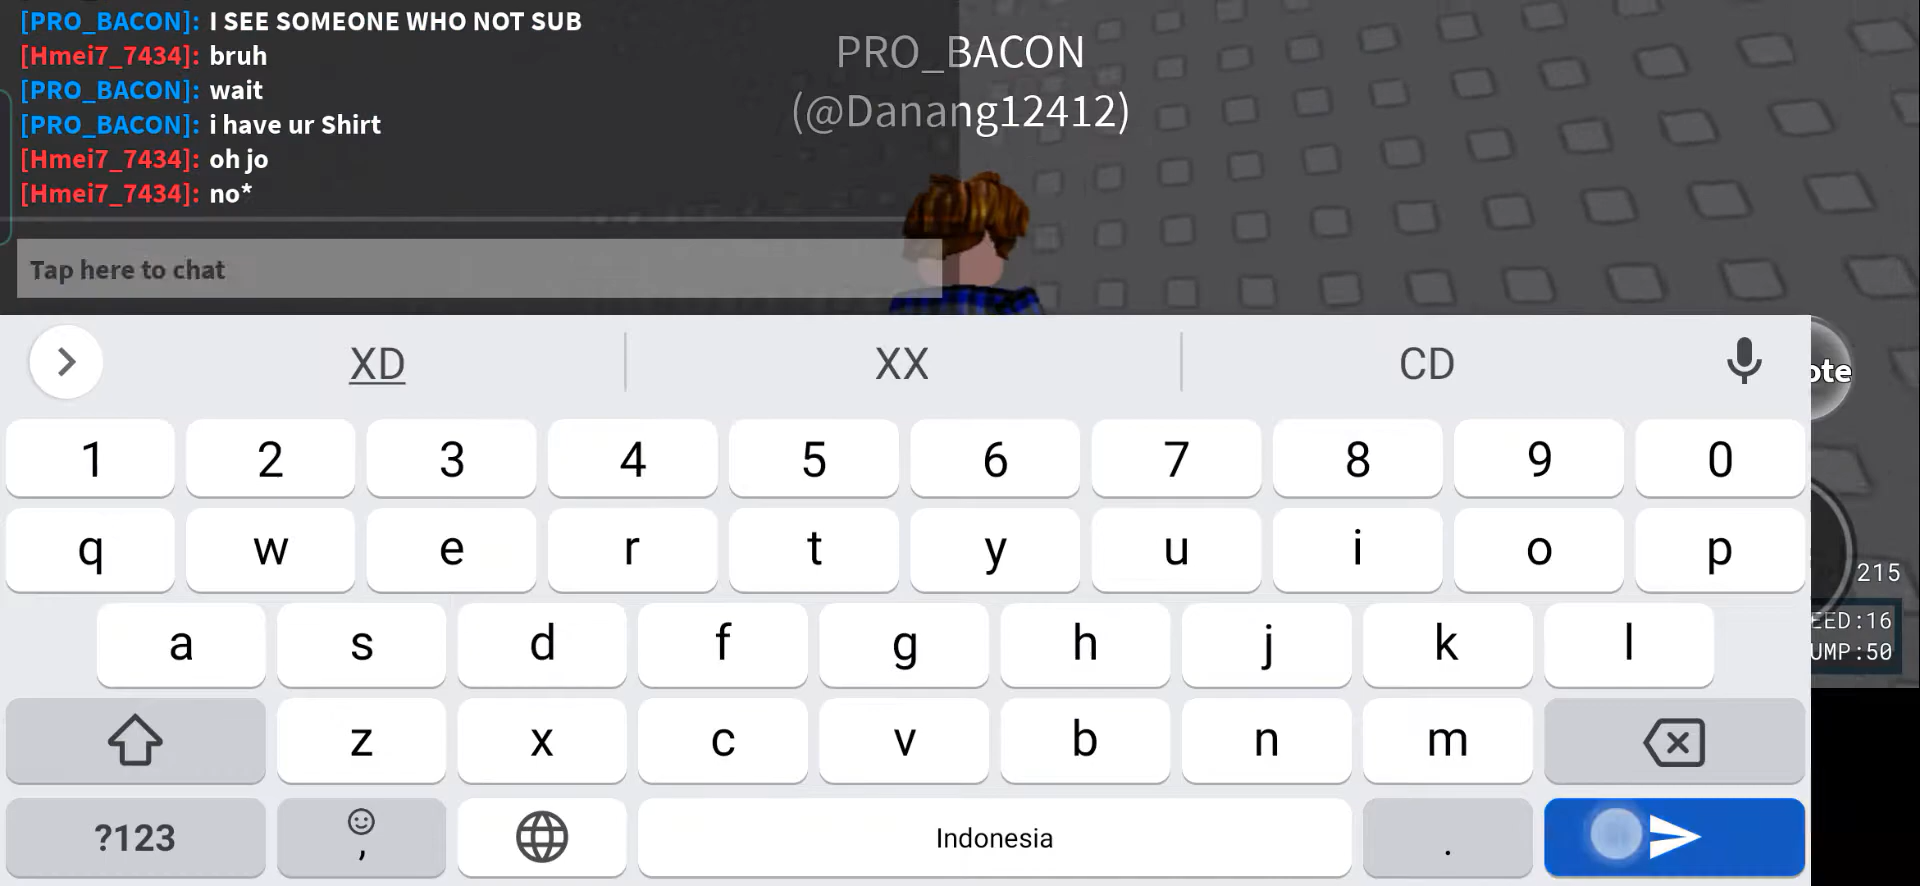 [PRO_BACON]: I SEE SOMEONE WHO NOT SUB
[Hmei7_7434]: bruh
[PRO_BACON]: wait
[PRO_BACON]: i have ur Shirt
[Hmei7_7434]: oh jo
[Hmei7_7434]: no*
PRO_BACON
(@Danang12412)
Tap here to chat
XD XX CD
ote
1 2 3 4 5 6 7 8 9 0
q w e r t y u i o p
215
EED:16
UMP:50
a s d f g h j k l
z x c v b n m
?123 , Indonesia .